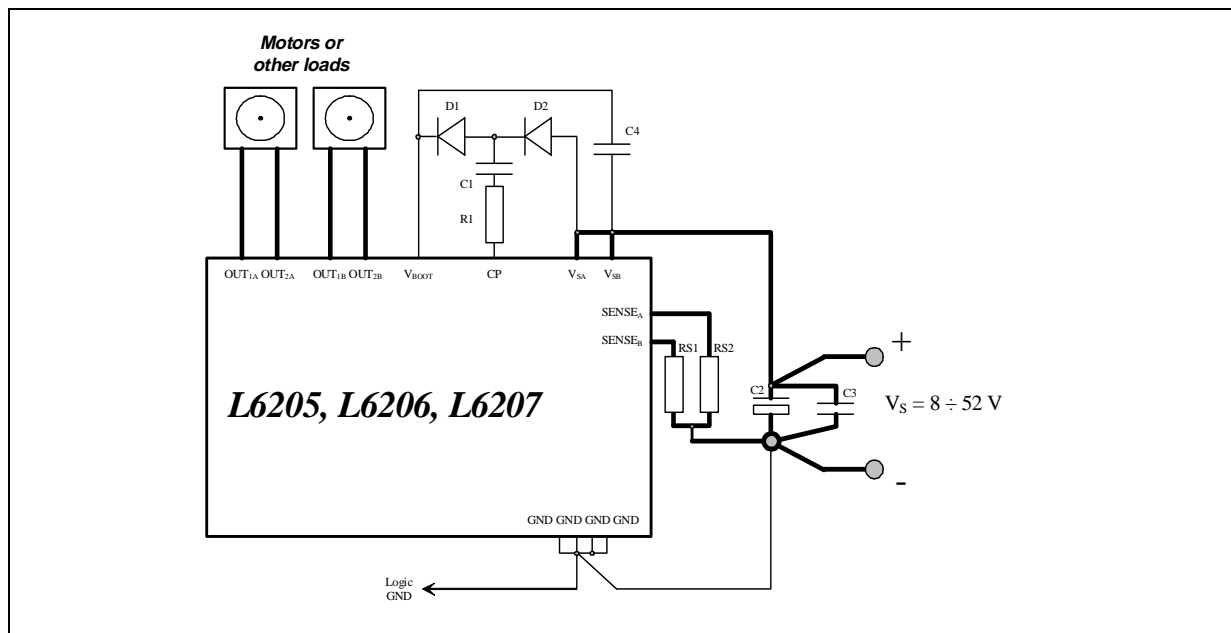 Motors or
other loads
D1
D2
C4
C1
R1
OUT1A OUT2A OUT1B OUT2B VBOOT CP VSA VSB
SENSEA
SENSEB
RS1 RS2
+
C2 C3
VS = 8 ÷ 52 V
L6205, L6206, L6207
-
GND GND GND GND
Logic
GND